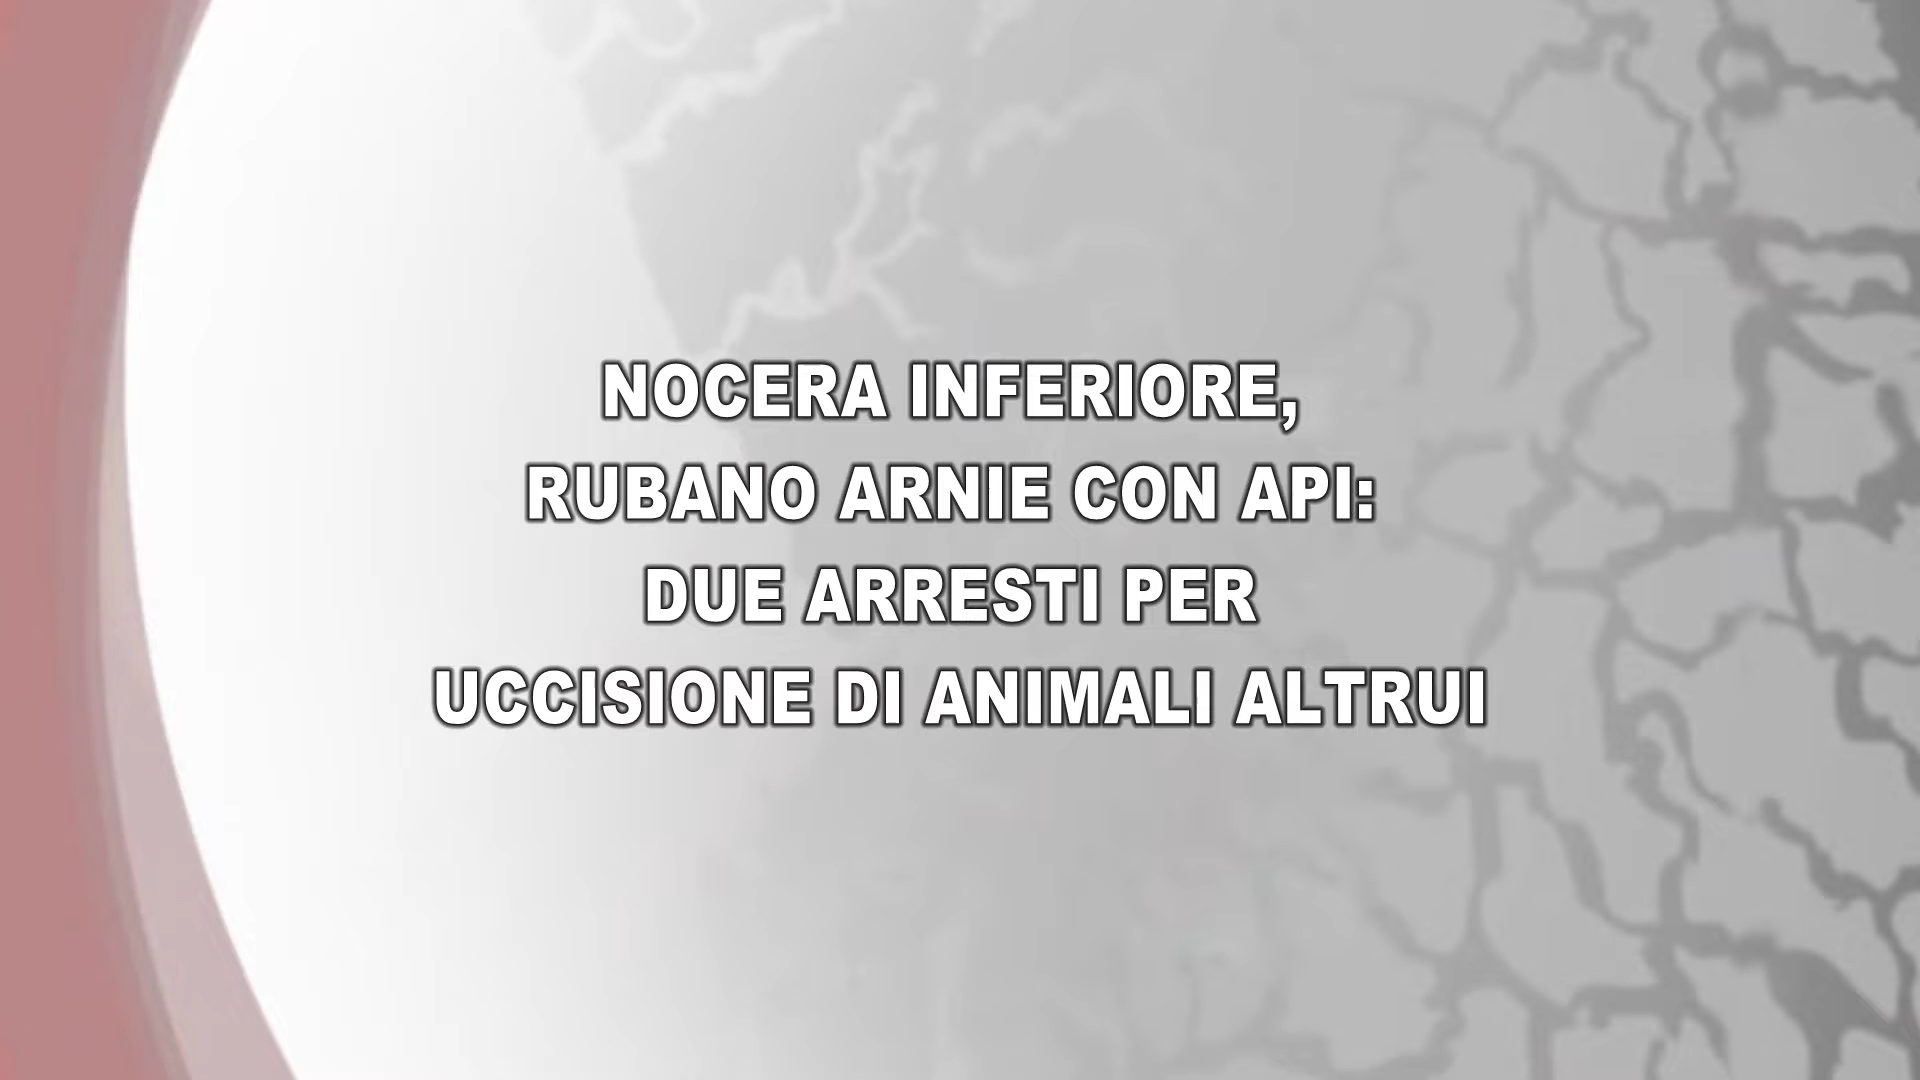 NOCERA INFERIORE,
RUBANO ARNIE CON API:
DUE ARRESTI PER
UCCISIONE DI ANIMALI ALTRUI